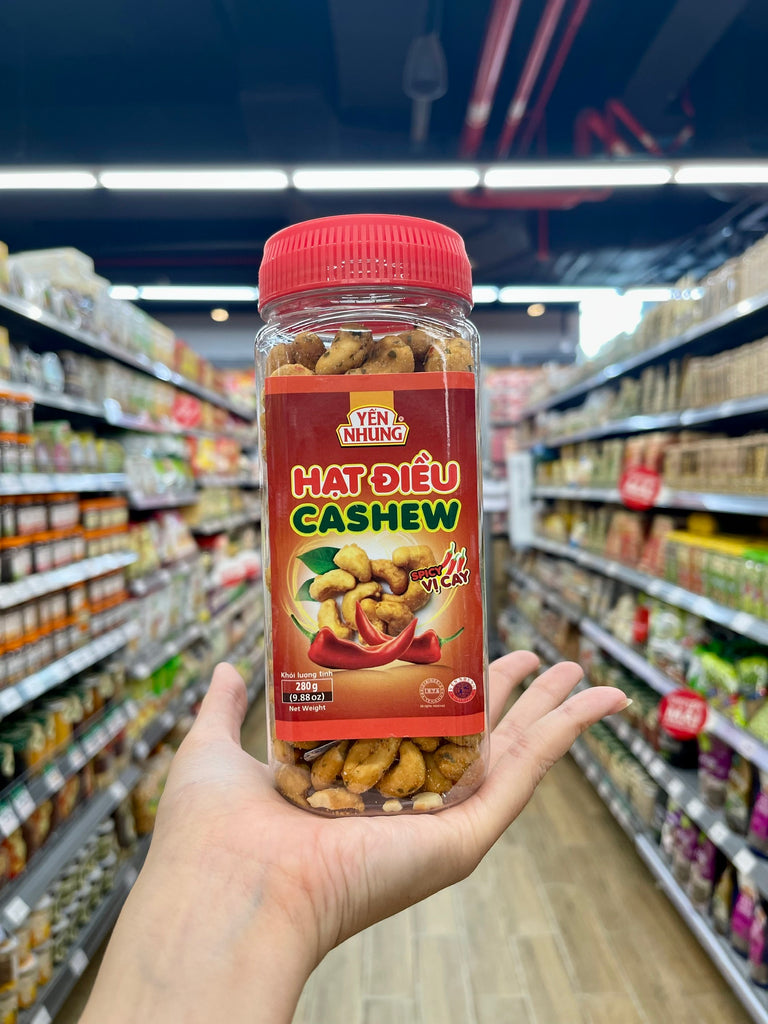 YẾN
NHUNG
HẠT ĐIỀU
CASHEW
SPICY
VỊ CAY
Khối lượng tịnh
280g
(9.88oz)
Net Weight